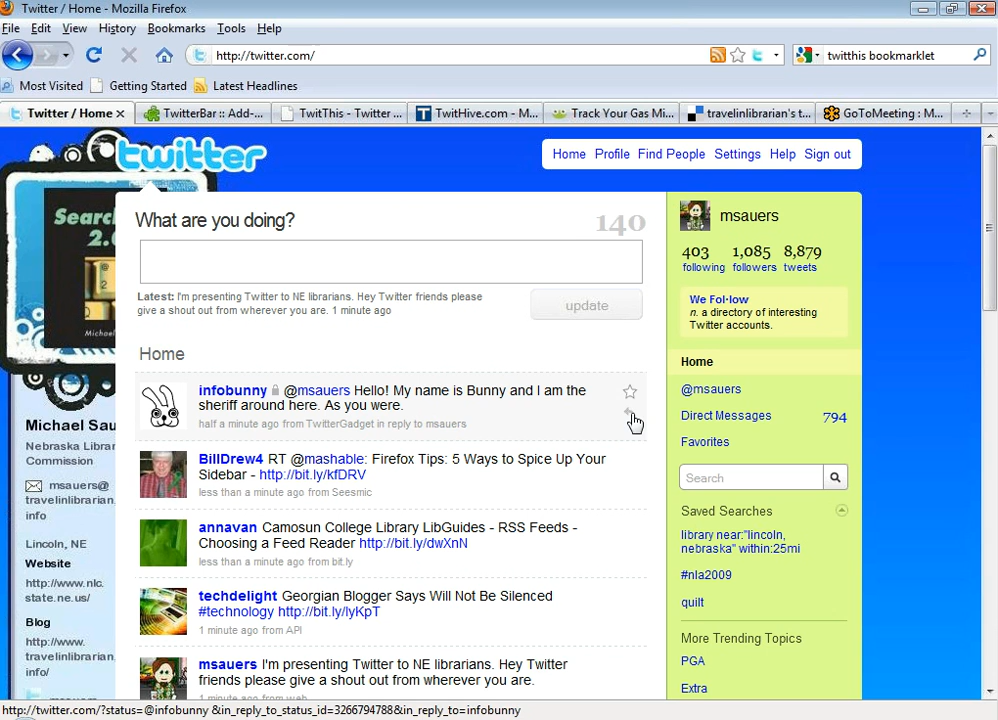 Twitter / Home - Mozilla Firefox
File Edit View History Bookmarks Tools Help
http://twitter.com/
twitthis bookmarklet
Most Visited Getting Started Latest Headlines
Twitter / Home TwitterBar :: Add-... TwitThis - Twitter ... TwitHive.com - M... Track Your Gas Mi... travelinlibrarian's t... GoToMeeting : M...
twitter
Home Profile Find People Settings Help Sign out
Search
2.
Michael
Michael Sau
Nebraska Library
Commission
msauers@
travelinlibrarian.
info
Lincoln, NE
Website
http://www.nlc.
state.ne.us/
Blog
http://www.
travelinlibrarian.
info/
What are you doing?
140
Latest: I'm presenting Twitter to NE librarians. Hey Twitter friends please
give a shout out from wherever you are. 1 minute ago
update
Home
infobunny @msauers Hello! My name is Bunny and I am the
sheriff around here. As you were.
half a minute ago from TwitterGadget in reply to msauers
BillDrew4 RT @mashable: Firefox Tips: 5 Ways to Spice Up Your
Sidebar - http://bit.ly/kfDRV
less than a minute ago from Seesmic
annavan Camosun College Library LibGuides - RSS Feeds -
Choosing a Feed Reader http://bit.ly/dwXnN
less than a minute ago from bit.ly
techdelight Georgian Blogger Says Will Not Be Silenced
#technology http://bit.ly/lyKpT
1 minute ago from API
msauers I'm presenting Twitter to NE librarians. Hey Twitter
friends please give a shout out from wherever you are.
1 minute ago from web
msauers
403 1,085 8,879
following followers tweets
We Fol·low
n. a directory of interesting
Twitter accounts.
Home
@msauers
Direct Messages 794
Favorites
Search
Saved Searches
library near:"lincoln,
nebraska" within:25mi
#nla2009
quilt
More Trending Topics
PGA
Extra
http://twitter.com/?status=@infobunny &in_reply_to_status_id=3266794788&in_reply_to=infobunny